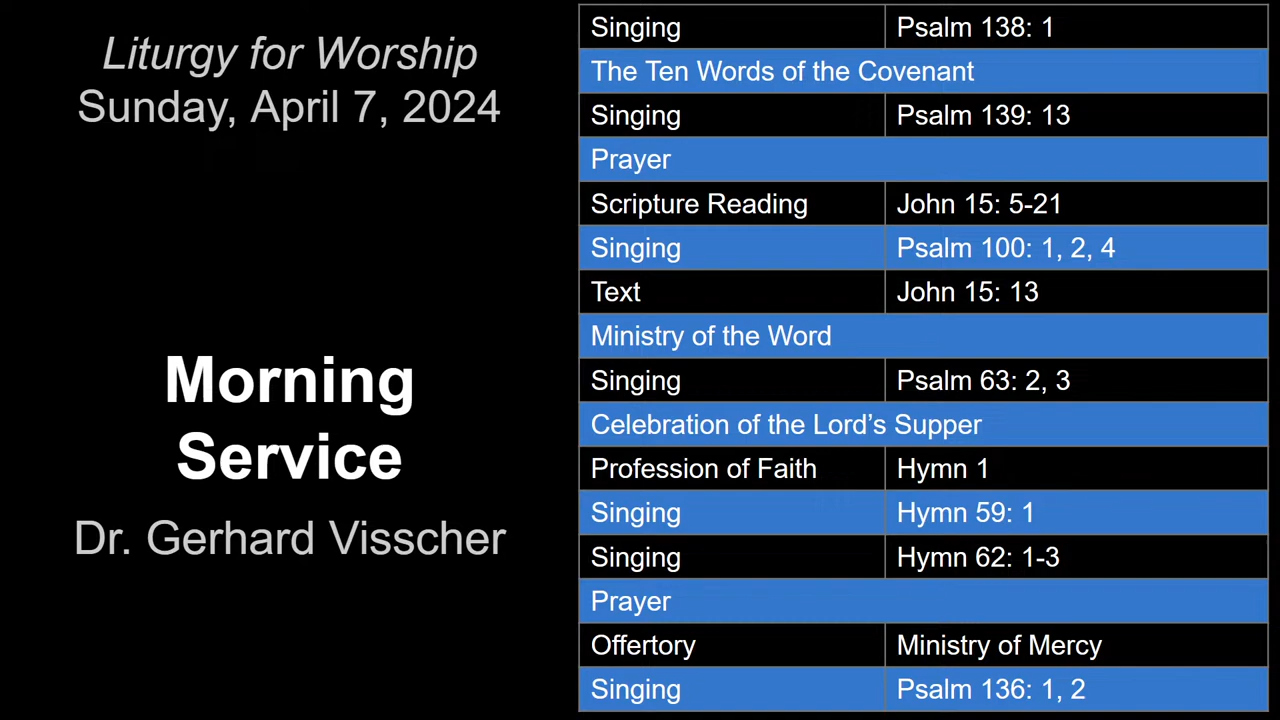 Liturgy for Worship
Sunday, April 7, 2024
Morning
Service
Dr. Gerhard Visscher
Singing Psalm 138: 1
The Ten Words of the Covenant
Singing Psalm 139: 13
Prayer
Scripture Reading John 15: 5-21
Singing Psalm 100: 1, 2, 4
Text John 15: 13
Ministry of the Word
Singing Psalm 63: 2, 3
Celebration of the Lord’s Supper
Profession of Faith Hymn 1
Singing Hymn 59: 1
Singing Hymn 62: 1-3
Prayer
Offertory Ministry of Mercy
Singing Psalm 136: 1, 2